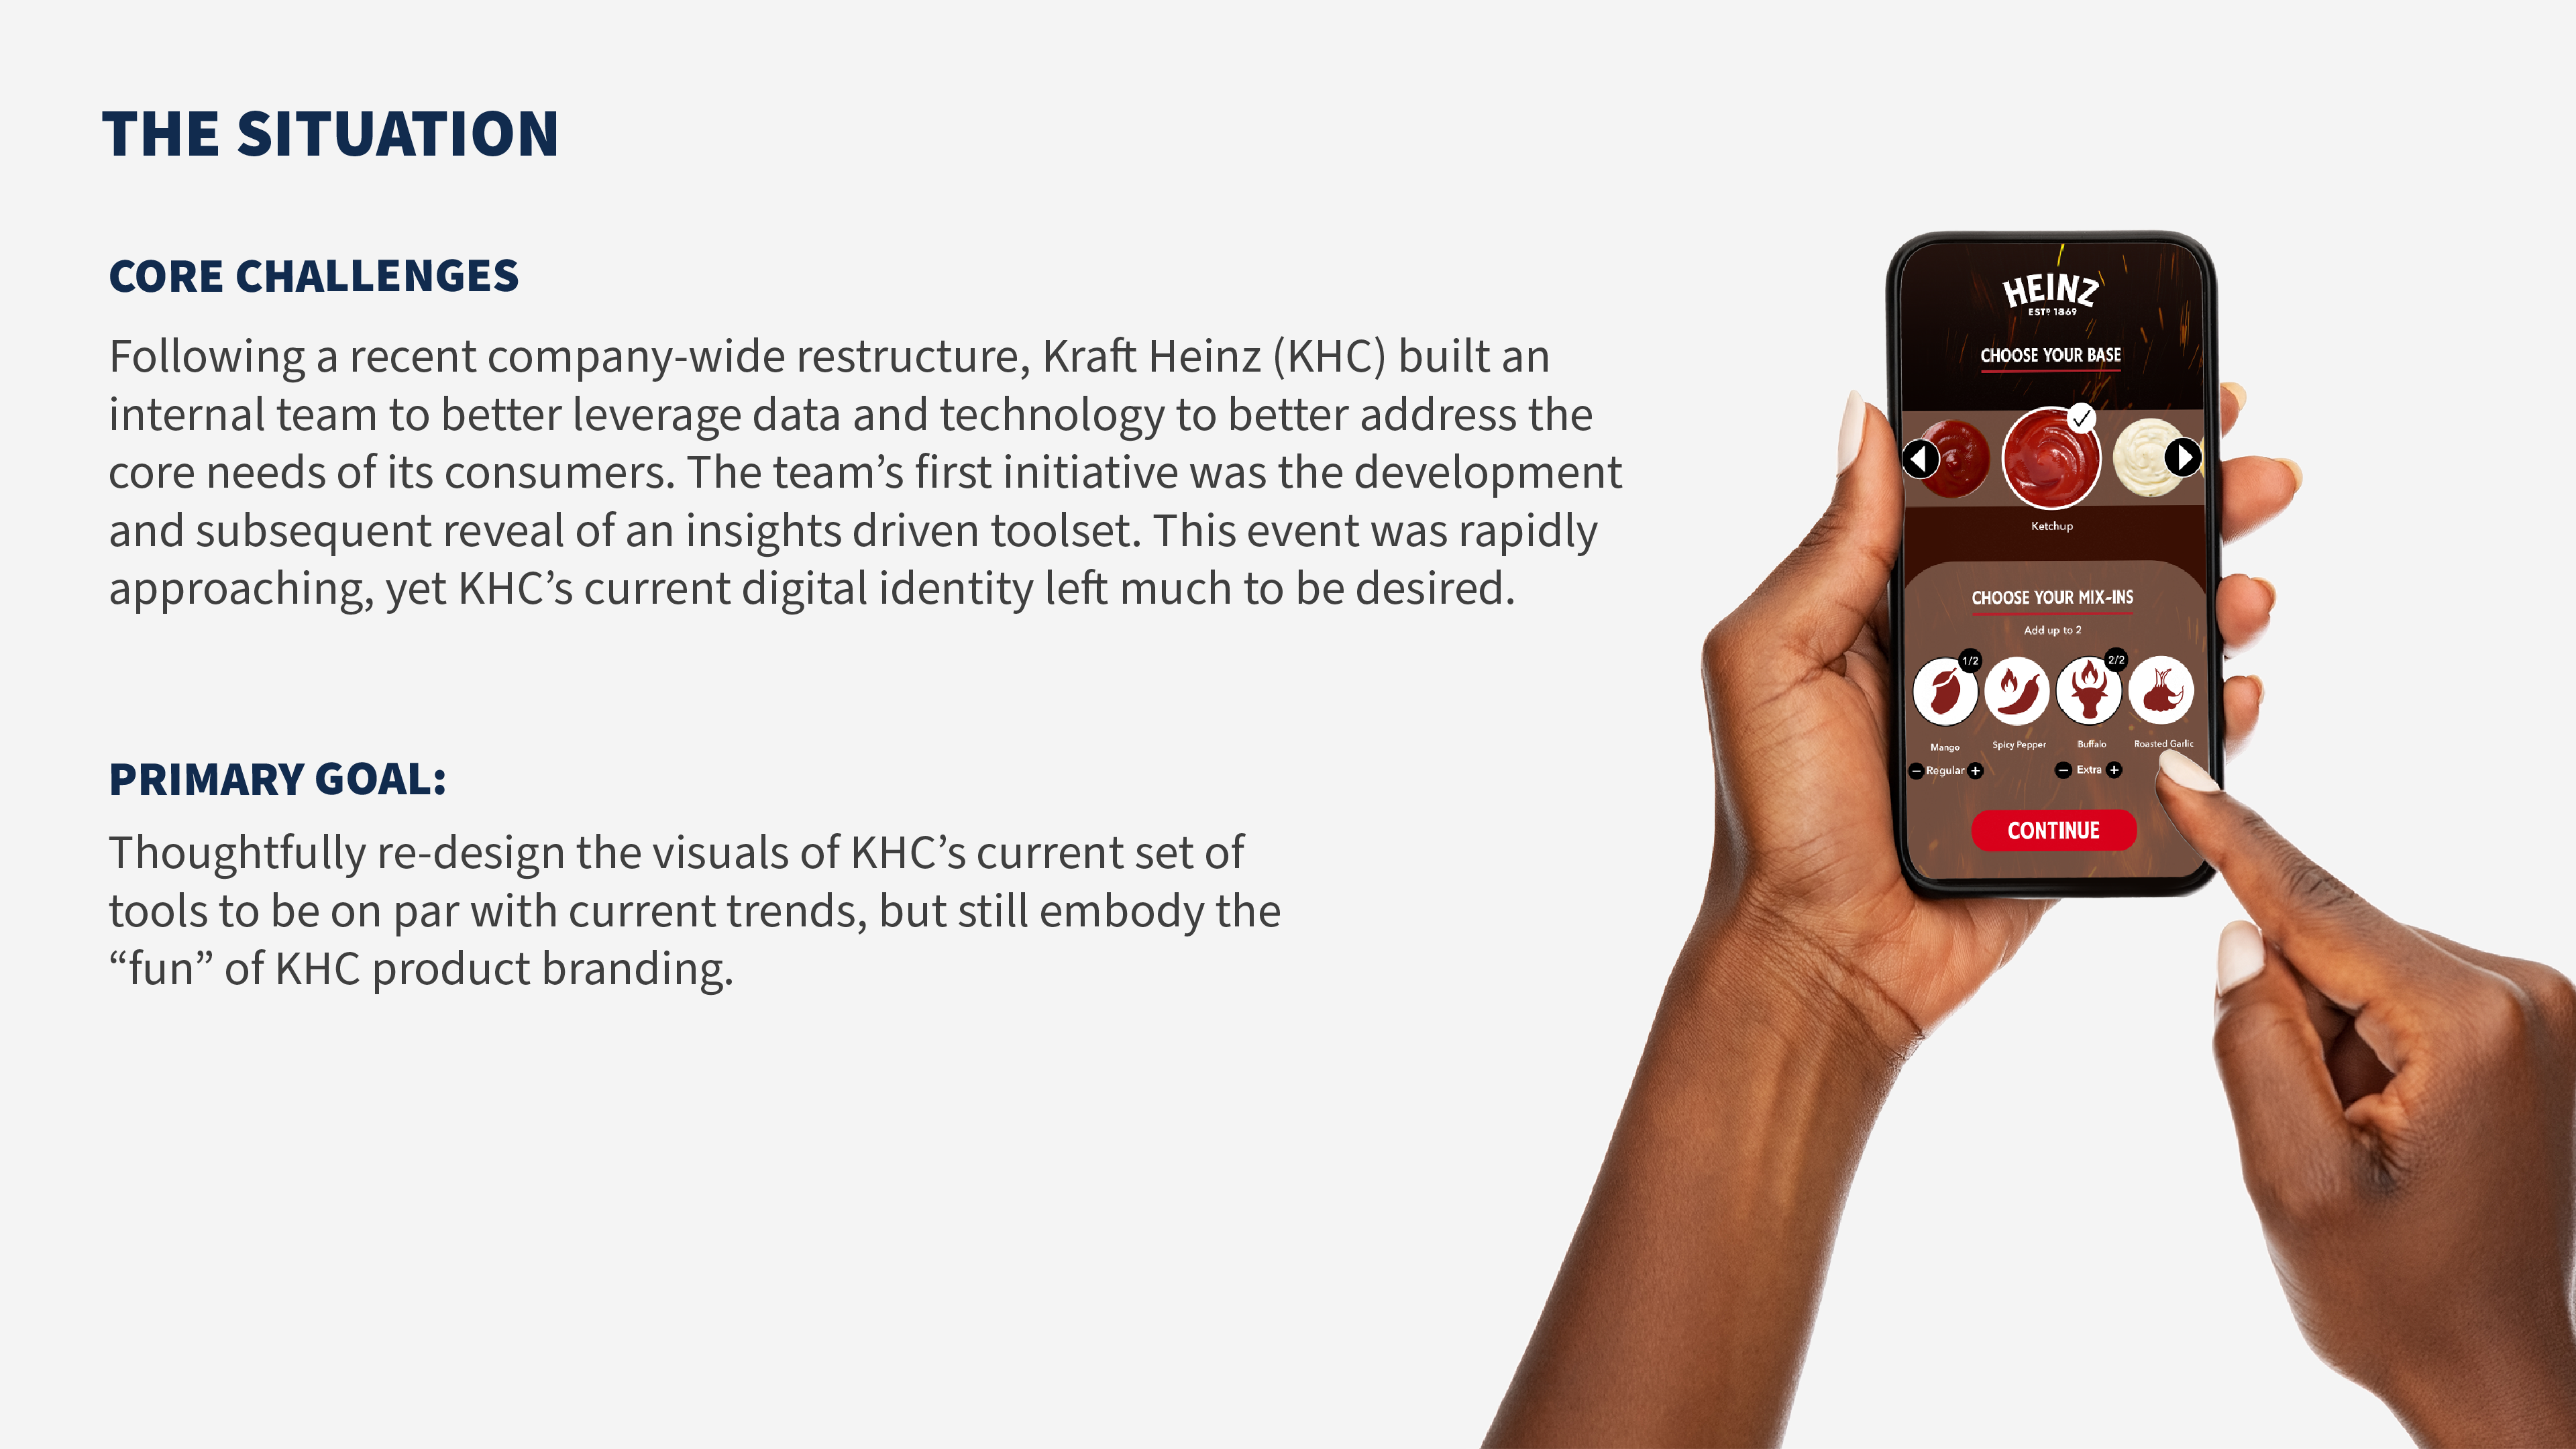 THE SITUATION
CORE CHALLENGES
Following a recent company-wide restructure, Kraft Heinz (KHC) built an
internal team to better leverage data and technology to better address the
core needs of its consumers. The team’s first initiative was the development
and subsequent reveal of an insights driven toolset. This event was rapidly
approaching, yet KHC’s current digital identity left much to be desired.
PRIMARY GOAL:
Thoughtfully re-design the visuals of KHC’s current set of
tools to be on par with current trends, but still embody the
“fun” of KHC product branding.
HEINZ
ESTD 1869
CHOOSE YOUR BASE
Ketchup
CHOOSE YOUR MIX-INS
Add up to 2
1/2 2/2
Mango Spicy Pepper Buffalo Roasted Garlic
− Regular + − Extra +
CONTINUE